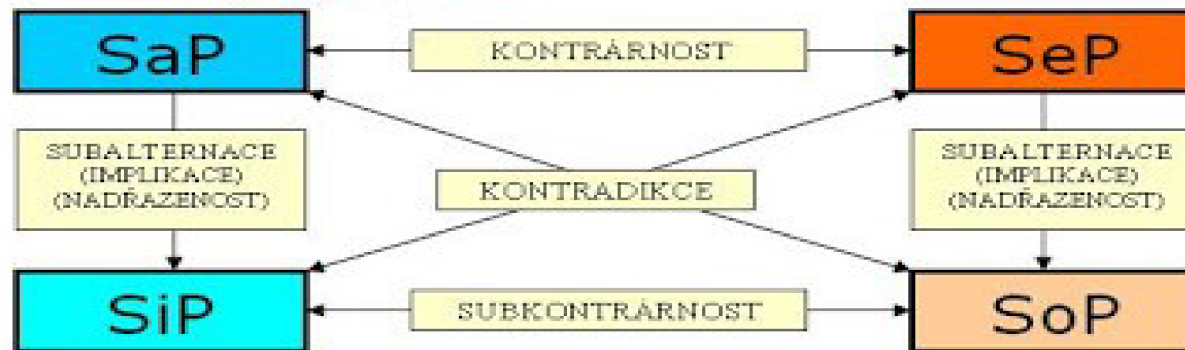 SaP
KONTRÁRNOST
SeP
SUBALTERNACE
(IMPLIKACE)
(NADŘAZENOST)
KONTRADIKCE
SUBALTERNACE
(IMPLIKACE)
(NADŘAZENOST)
SiP
SUBKONTRÁRNOST
SoP